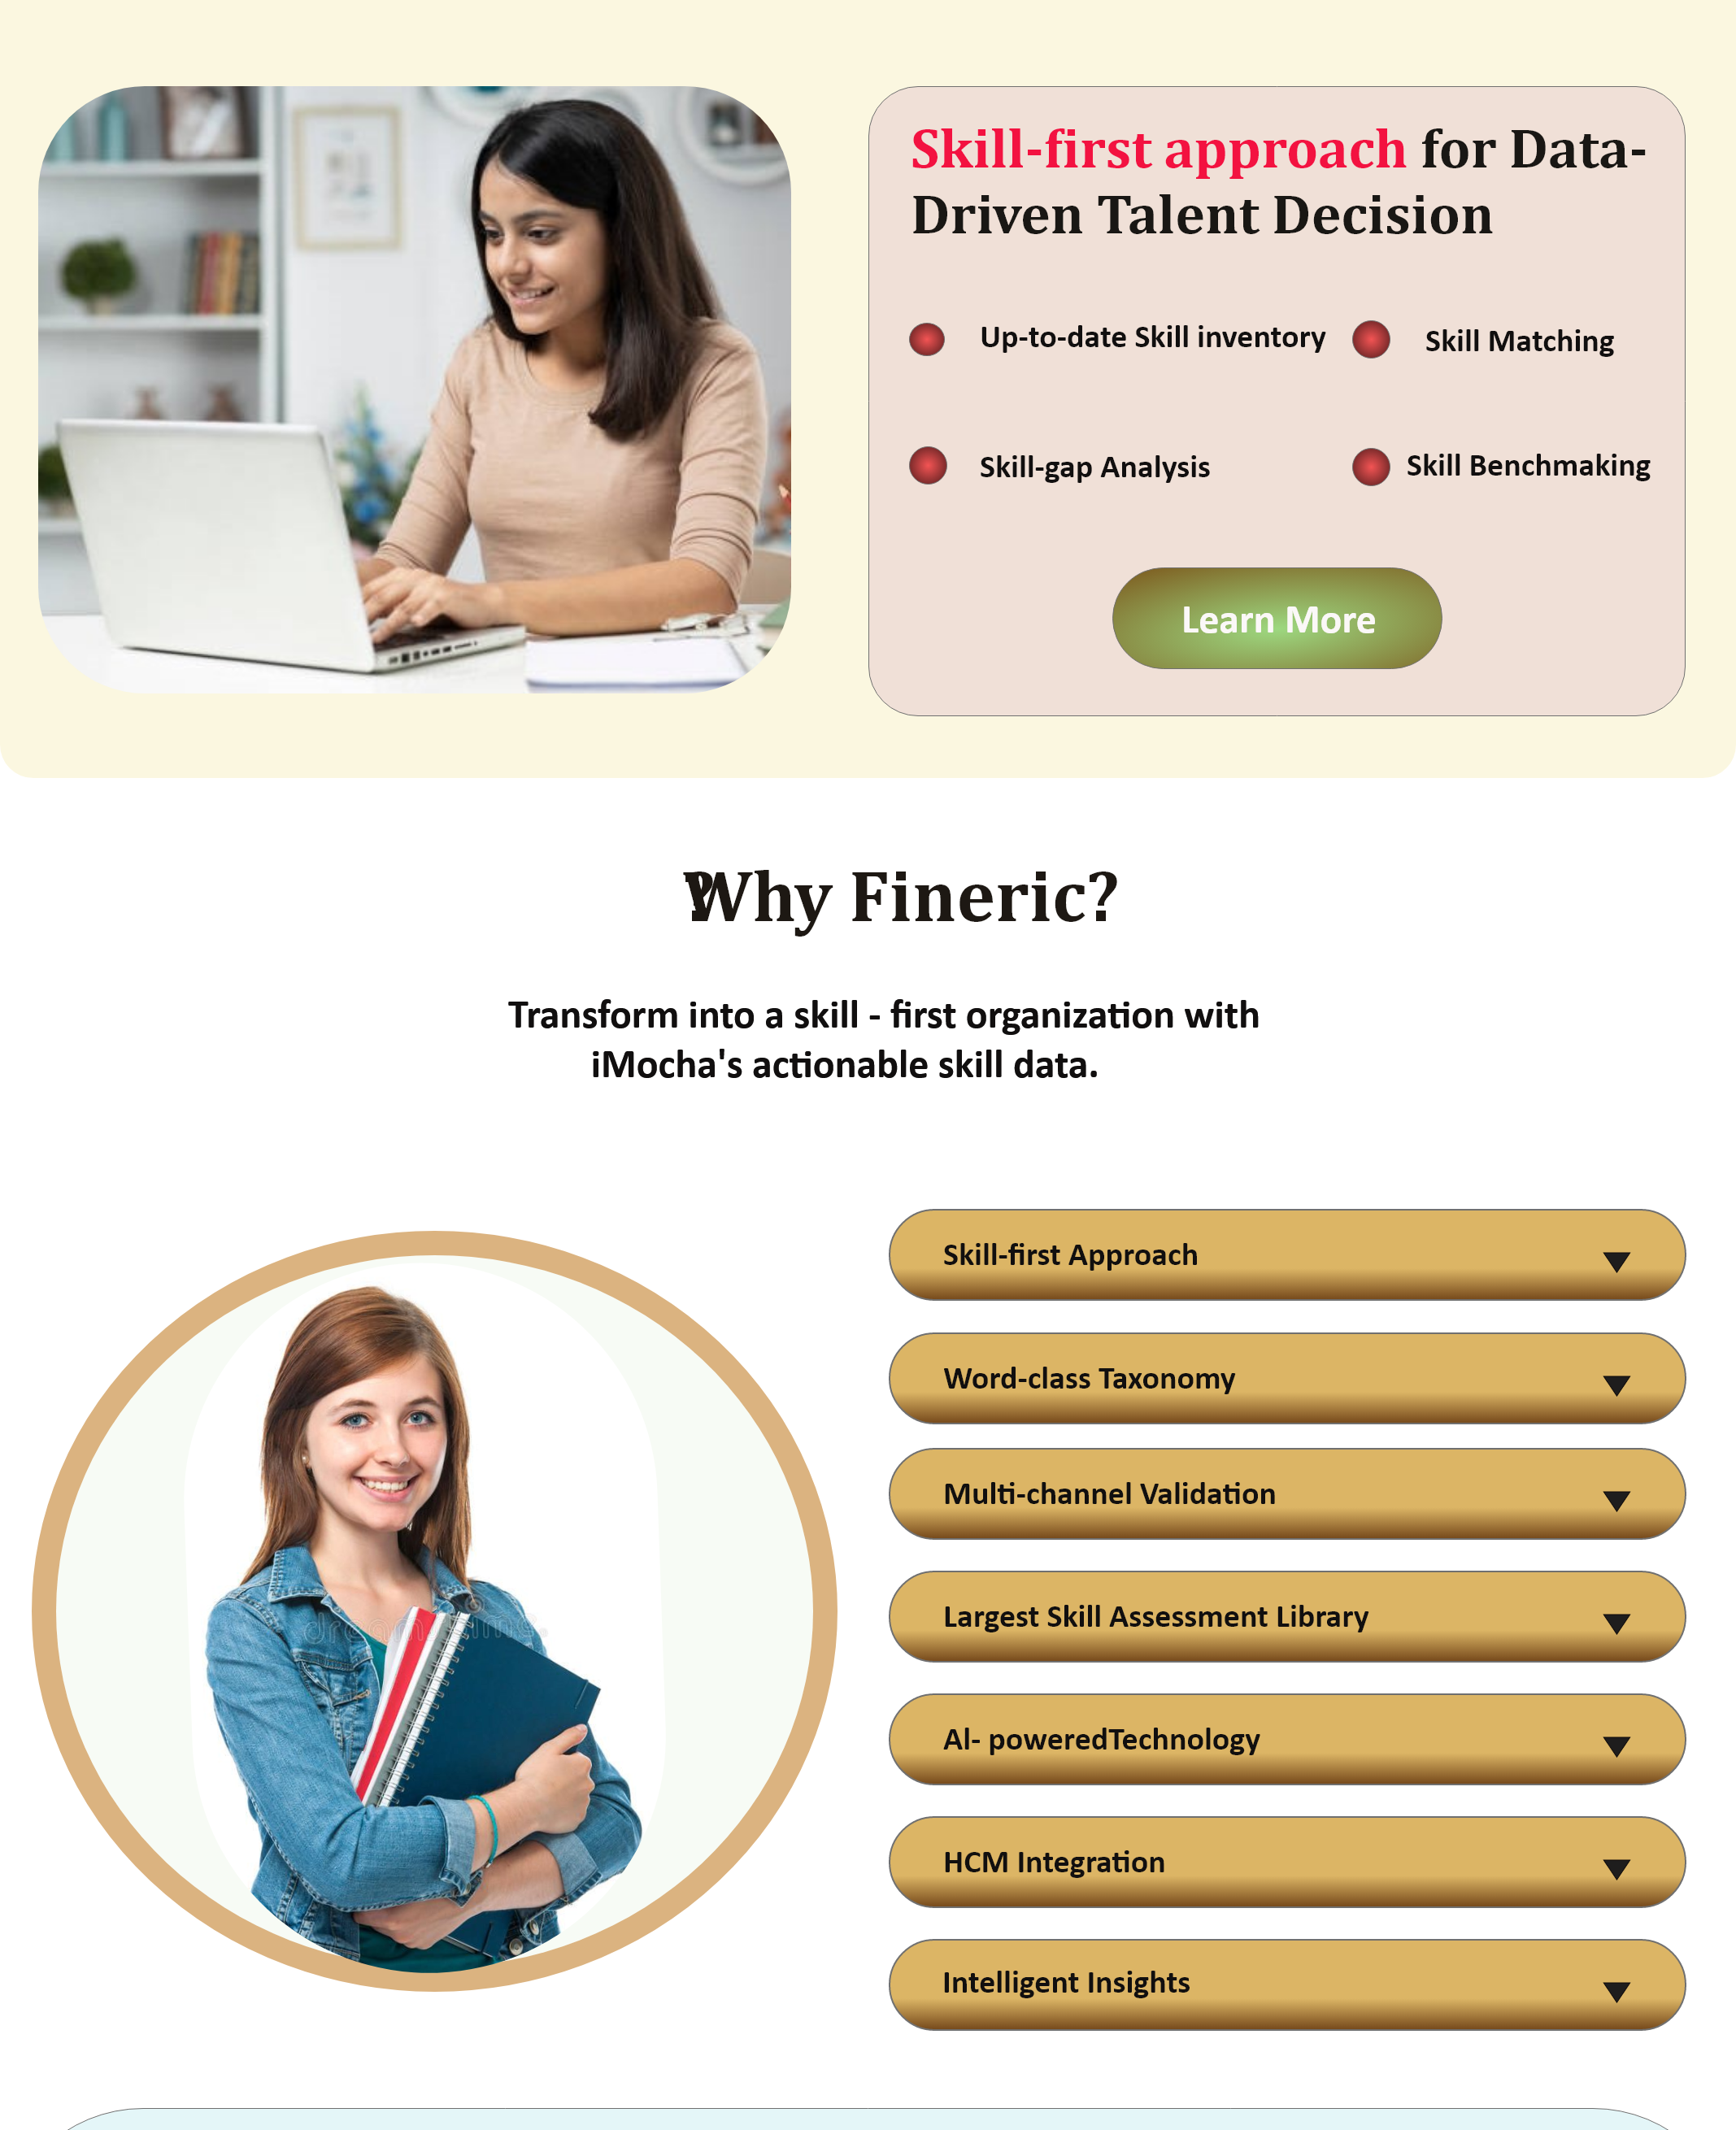 Skill-first approach for Data-
Driven Talent Decision
Up-to-date Skill inventory
Skill Matching
Skill-gap Analysis
Skill Benchmaking
Learn More
?Why Fineric?
Transform into a skill - first organization with
iMocha's actionable skill data.
Skill-first Approach
Word-class Taxonomy
Multi-channel Validation
Largest Skill Assessment Library
dreamstime.
Al- poweredTechnology
HCM Integration
Intelligent Insights